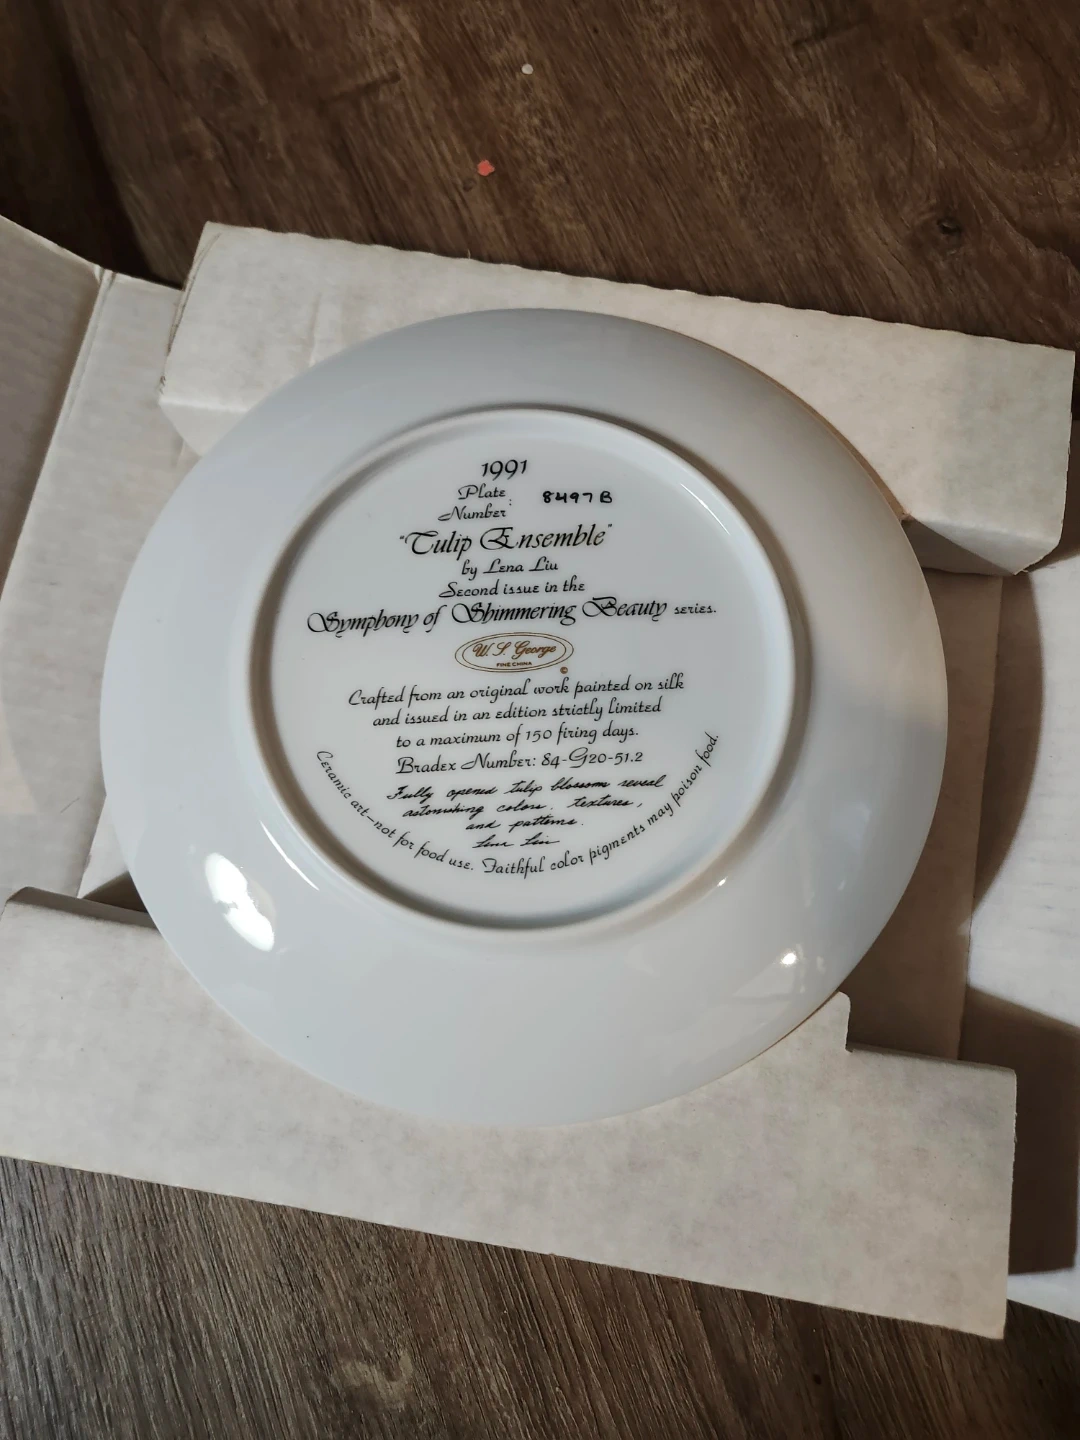 1991
Plate Number: 8497B
"Tulip Ensemble"
by Lena Liu
Second issue in the
Symphony of Shimmering Beauty series.
W. S. George
FINE CHINA
©
Crafted from an original work painted on silk
and issued in an edition strictly limited
to a maximum of 150 firing days.
Bradex Number: 84-G20-51.2
Fully opened tulip blossoms reveal
astonishing colors, textures,
and patterns.
Lena Liu
Ceramic art—not for food use. Faithful color pigments may poison food.